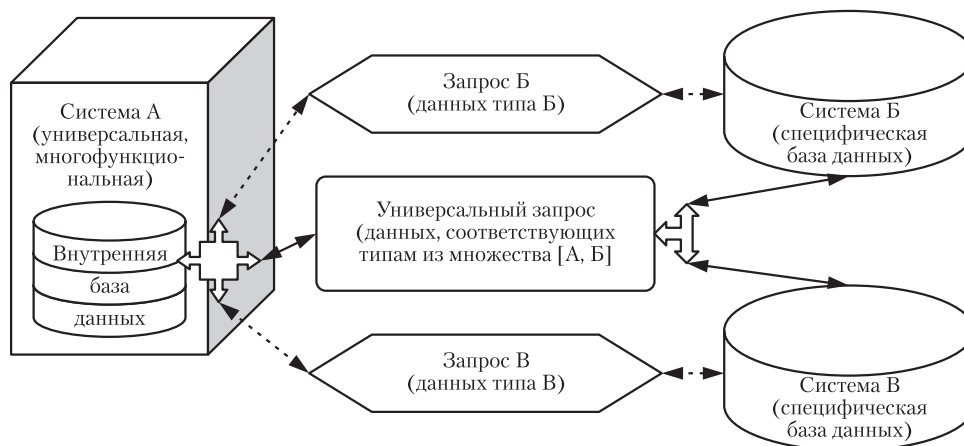 Система А
(универсальная,
многофункцио-
нальная)
Внутренняя
база
данных
Запрос Б
(данных типа Б)
Универсальный запрос
(данных, соответствующих
типам из множества [А, Б]
Запрос В
(данных типа В)
Система Б
(специфическая
база данных)
Система В
(специфическая
база данных)